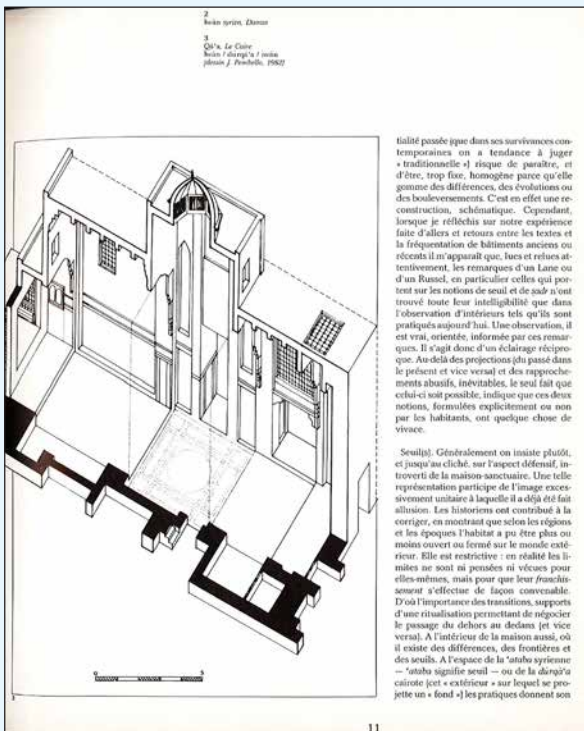 2
Iwân syrien, Damas
3
Qâ'a, Le Caire
Iwân / durqâ'a / iwân
(dessin J. Penchello, 1982)
tialité passée (que dans ses survivances con-
temporaines on a tendance à juger
« traditionnelle ») risque de paraître, et
d'être, trop fixe, homogène parce qu'elle
gomme des différences, des évolutions ou
des bouleversements. C'est en effet une re-
construction, schématique. Cependant,
lorsque je réfléchis sur notre expérience
faite d'allers et retours entre les textes et
la fréquentation de bâtiments anciens ou
récents il m'apparaît que, lues et relues at-
tentivement, les remarques d'un Lane ou
d'un Russel, en particulier celles qui por-
tent sur les notions de seuil et de sadr n'ont
trouvé toute leur intelligibilité que dans
l'observation d'intérieurs tels qu'ils sont
pratiqués aujourd'hui. Une observation, il
est vrai, orientée, informée par ces remar-
ques. Il s'agit donc d'un éclairage récipro-
que. Au-delà des projections (du passé dans
le présent et vice versa) et des rapproche-
ments abusifs, inévitables, le seul fait que
celui-ci soit possible, indique que ces deux
notions, formulées explicitement ou non
par les habitants, ont quelque chose de
vivace.
Seuil(s). Généralement on insiste plutôt,
et jusqu'au cliché, sur l'aspect défensif, in-
troverti de la maison-sanctuaire. Une telle
représentation participe de l'image exces-
sivement unitaire à laquelle il a déjà été fait
allusion. Les historiens ont contribué à la
corriger, en montrant que selon les régions
et les époques l'habitat a pu être plus ou
moins ouvert ou fermé sur le monde exté-
rieur. Elle est restrictive : en réalité les li-
mites ne sont ni pensées ni vécues pour
elles-mêmes, mais pour que leur franchis-
sement s'effectue de façon convenable.
D'où l'importance des transitions, supports
d'une ritualisation permettant de négocier
le passage du dehors au dedans (et vice
versa). A l'intérieur de la maison aussi, où
il existe des différences, des frontières et
des seuils. A l'espace de la 'ataba syrienne
— 'ataba signifie seuil — ou de la dûrqâ'a
cairote (cet « extérieur » sur lequel se pro-
jette un « fond ») les pratiques donnent son
0 5
3
11